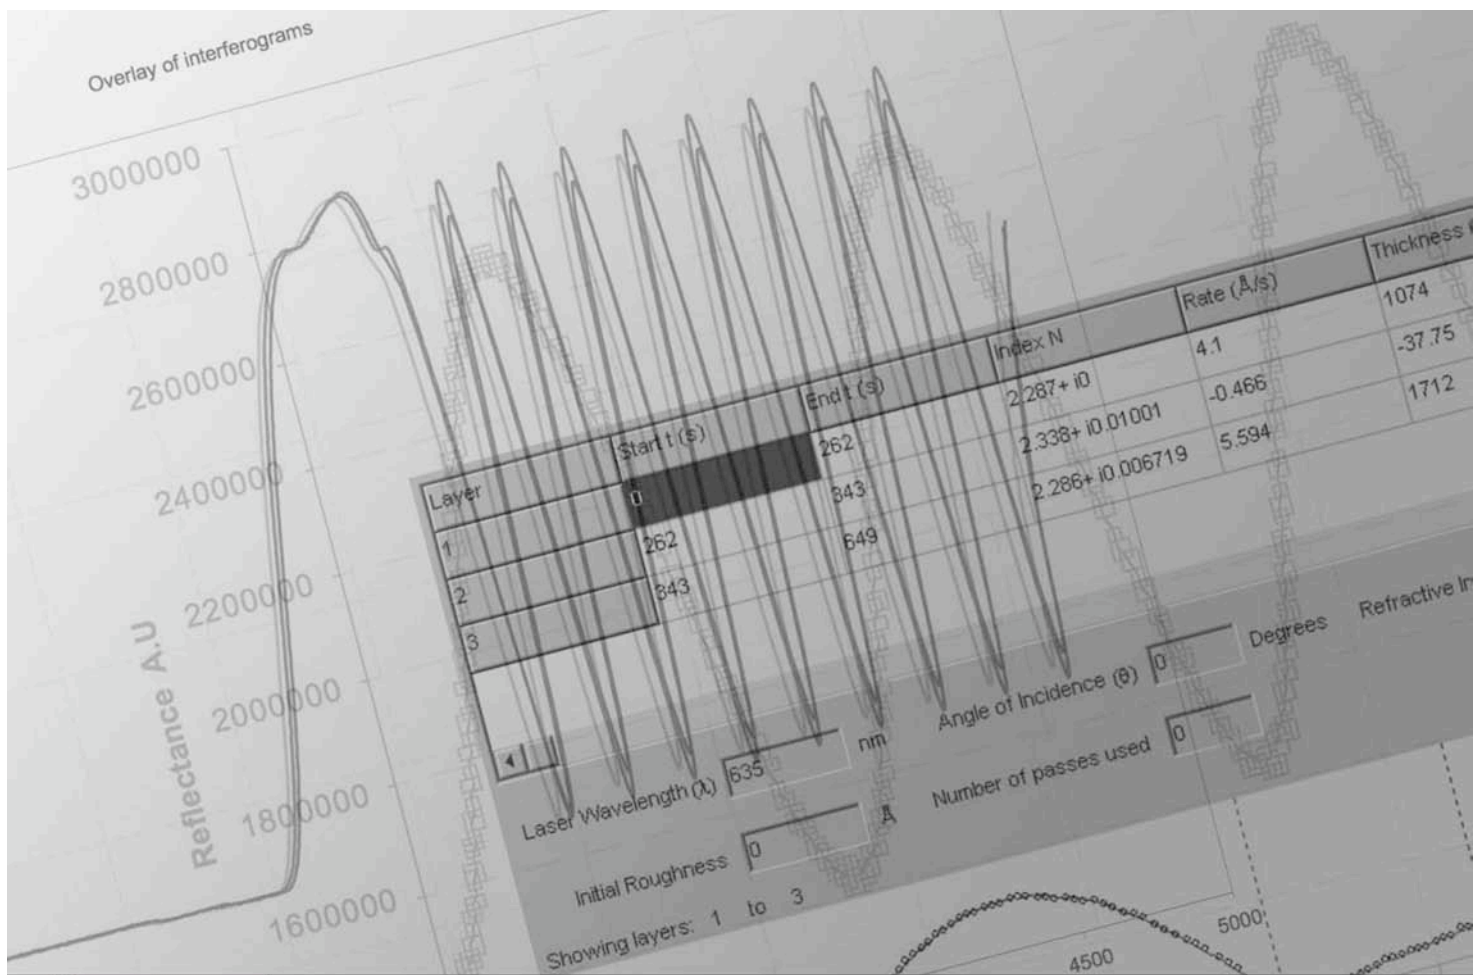 Overlay of interferograms
3000000
2800000
2600000
2400000
2200000
2000000
1800000
1600000
Reflectance A.U
Layer Start t (s) End t (s) Index N Rate (Å/s) Thickness
1 0 262 2.287+ i0 4.1 1074
2 262 343 2.338+ i0.01001 -0.466 -37.75
3 343 649 2.286+ i0.006719 5.594 1712
Laser Wavelength (λ) 635 nm Angle of Incidence (θ) 0 Degrees Refractive In
Initial Roughness 0 Å Number of passes used 0
Showing layers: 1 to 3
4500 5000